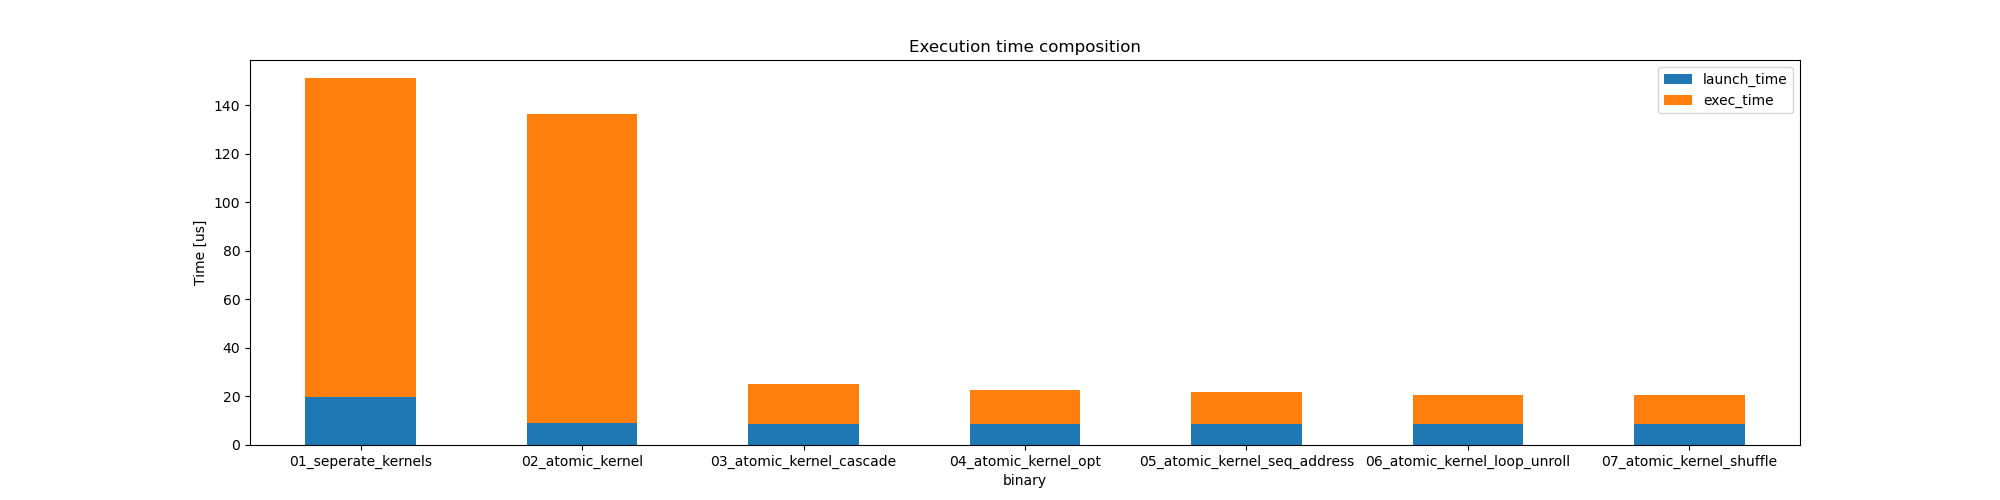 Execution time composition
launch_time
exec_time
Time [us]
140
120
100
80
60
40
20
0
01_seperate_kernels 02_atomic_kernel 03_atomic_kernel_cascade 04_atomic_kernel_opt 05_atomic_kernel_seq_address 06_atomic_kernel_loop_unroll 07_atomic_kernel_shuffle
binary